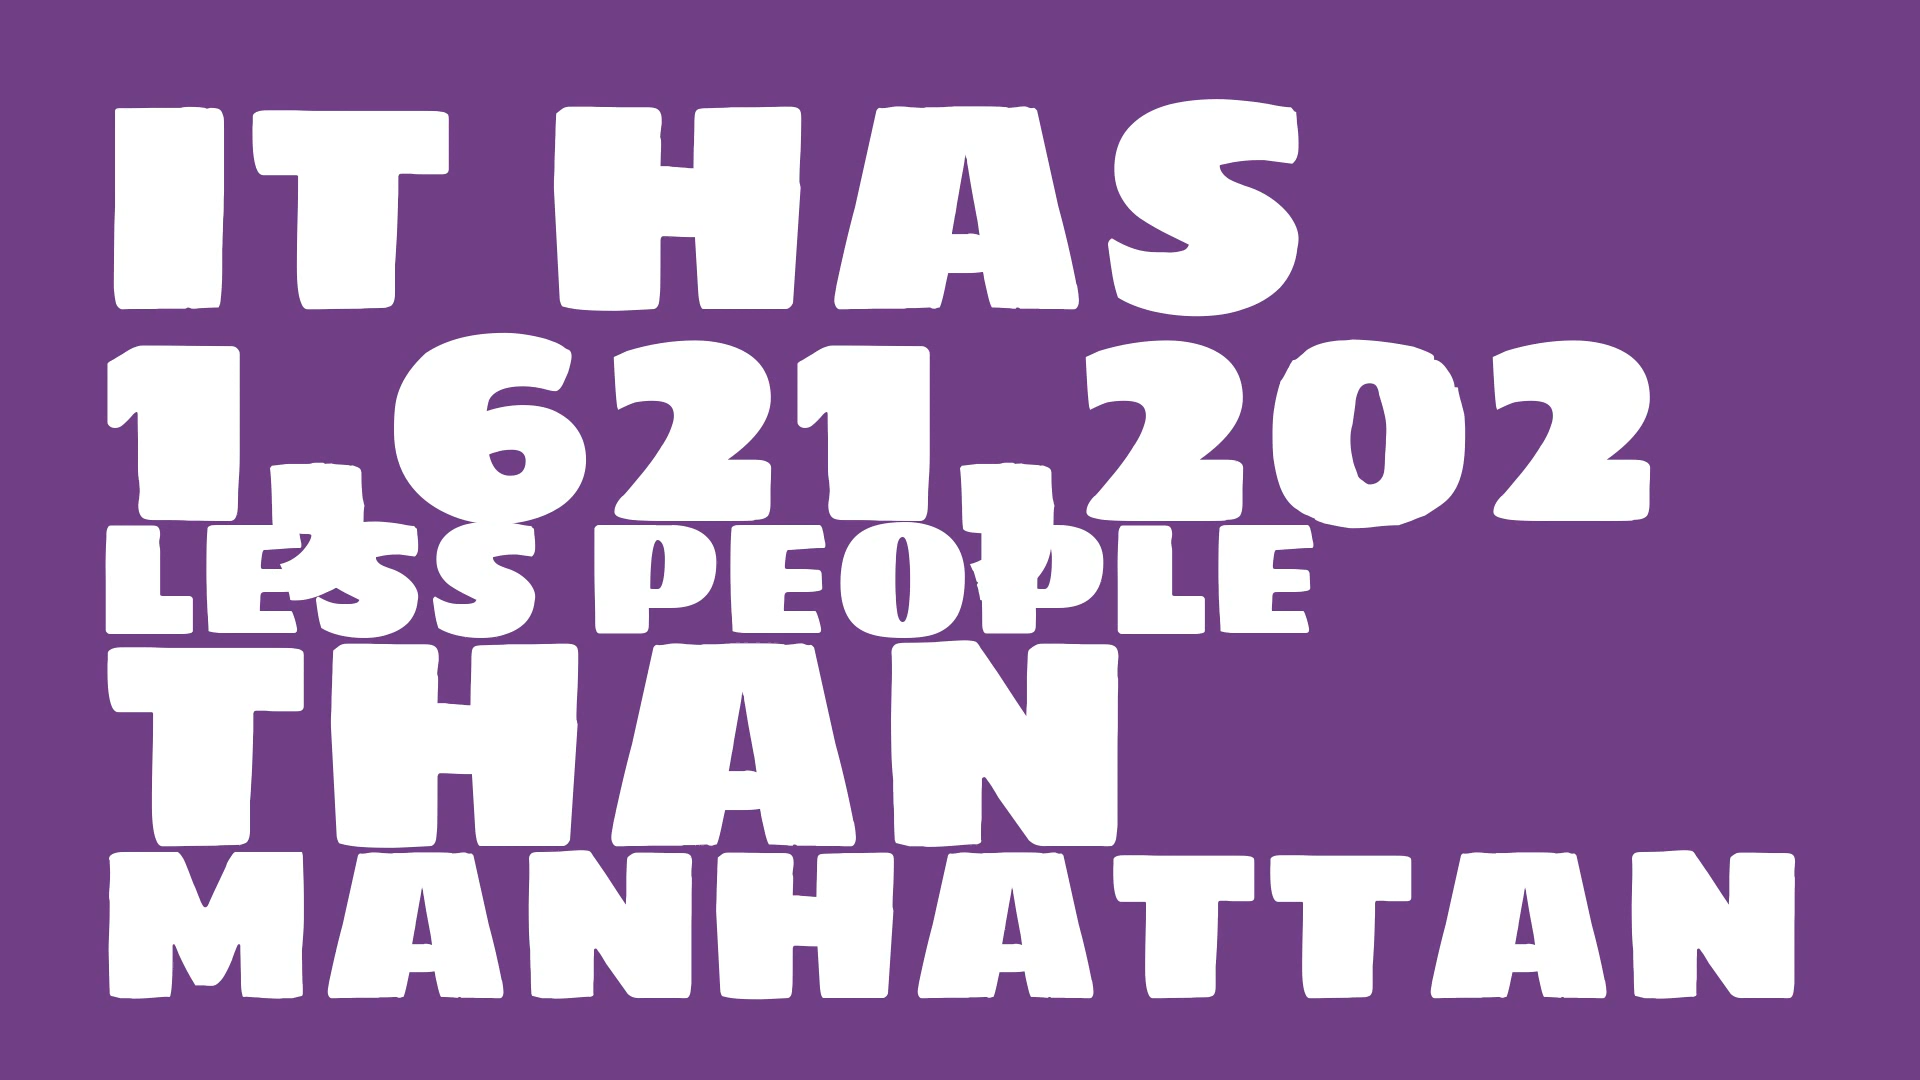 IT HAS
1,621,202
LESS PEOPLE
THAN
MANHATTAN